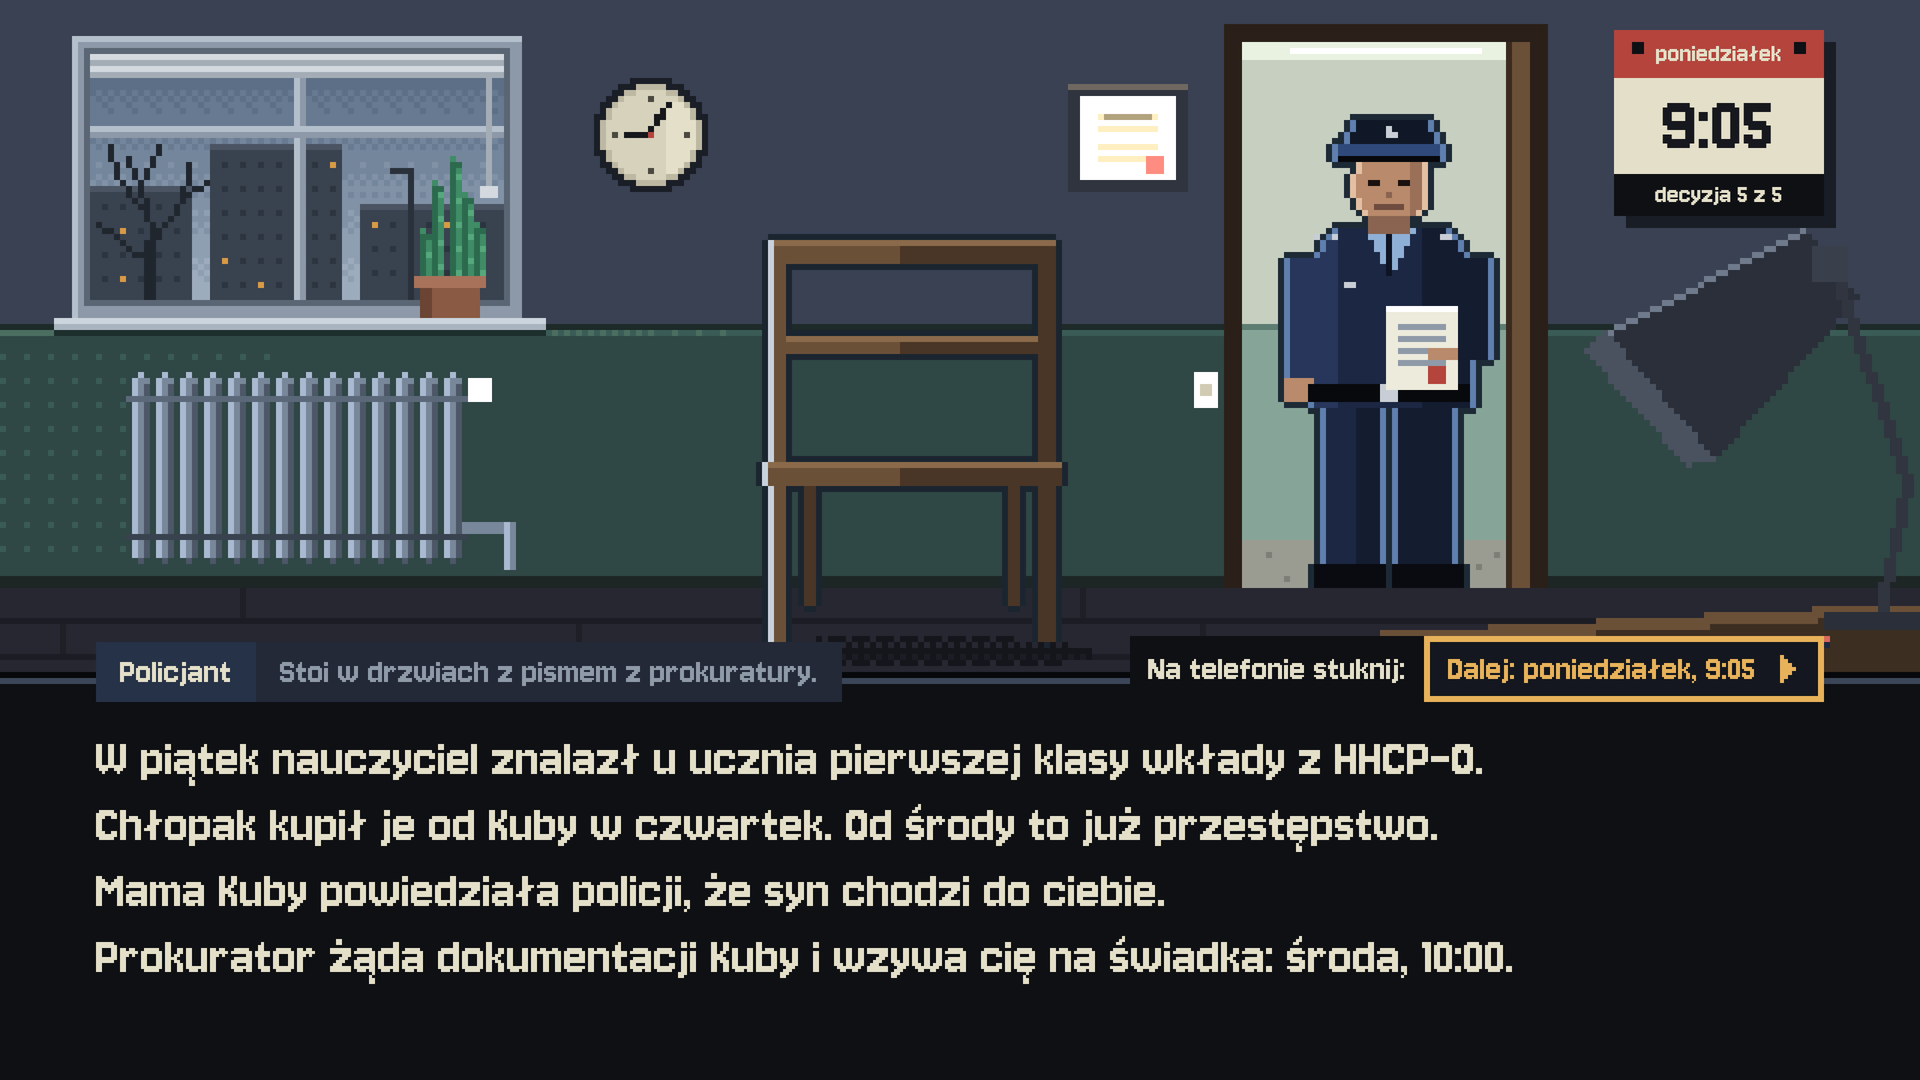 poniedziałek
9:05
decyzja 5 z 5
Policjant
Stoi w drzwiach z pismem z prokuratury.
Na telefonie stuknij:
Dalej: poniedziałek, 9:05
W piątek nauczyciel znalazł u ucznia pierwszej klasy wkłady z HHCP-O.
Chłopak kupił je od Kuby w czwartek. Od środy to już przestępstwo.
Mama Kuby powiedziała policji, że syn chodzi do ciebie.
Prokurator żąda dokumentacji Kuby i wzywa cię na świadka: środa, 10:00.